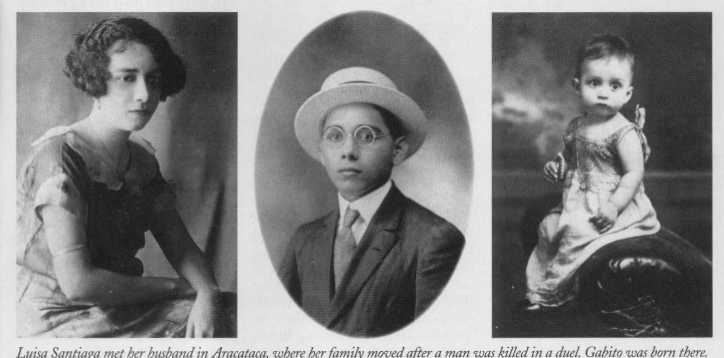 Luisa Santiaga met her husband in Aracataca, where her family moved after a man was killed in a duel. Gabito was born there.